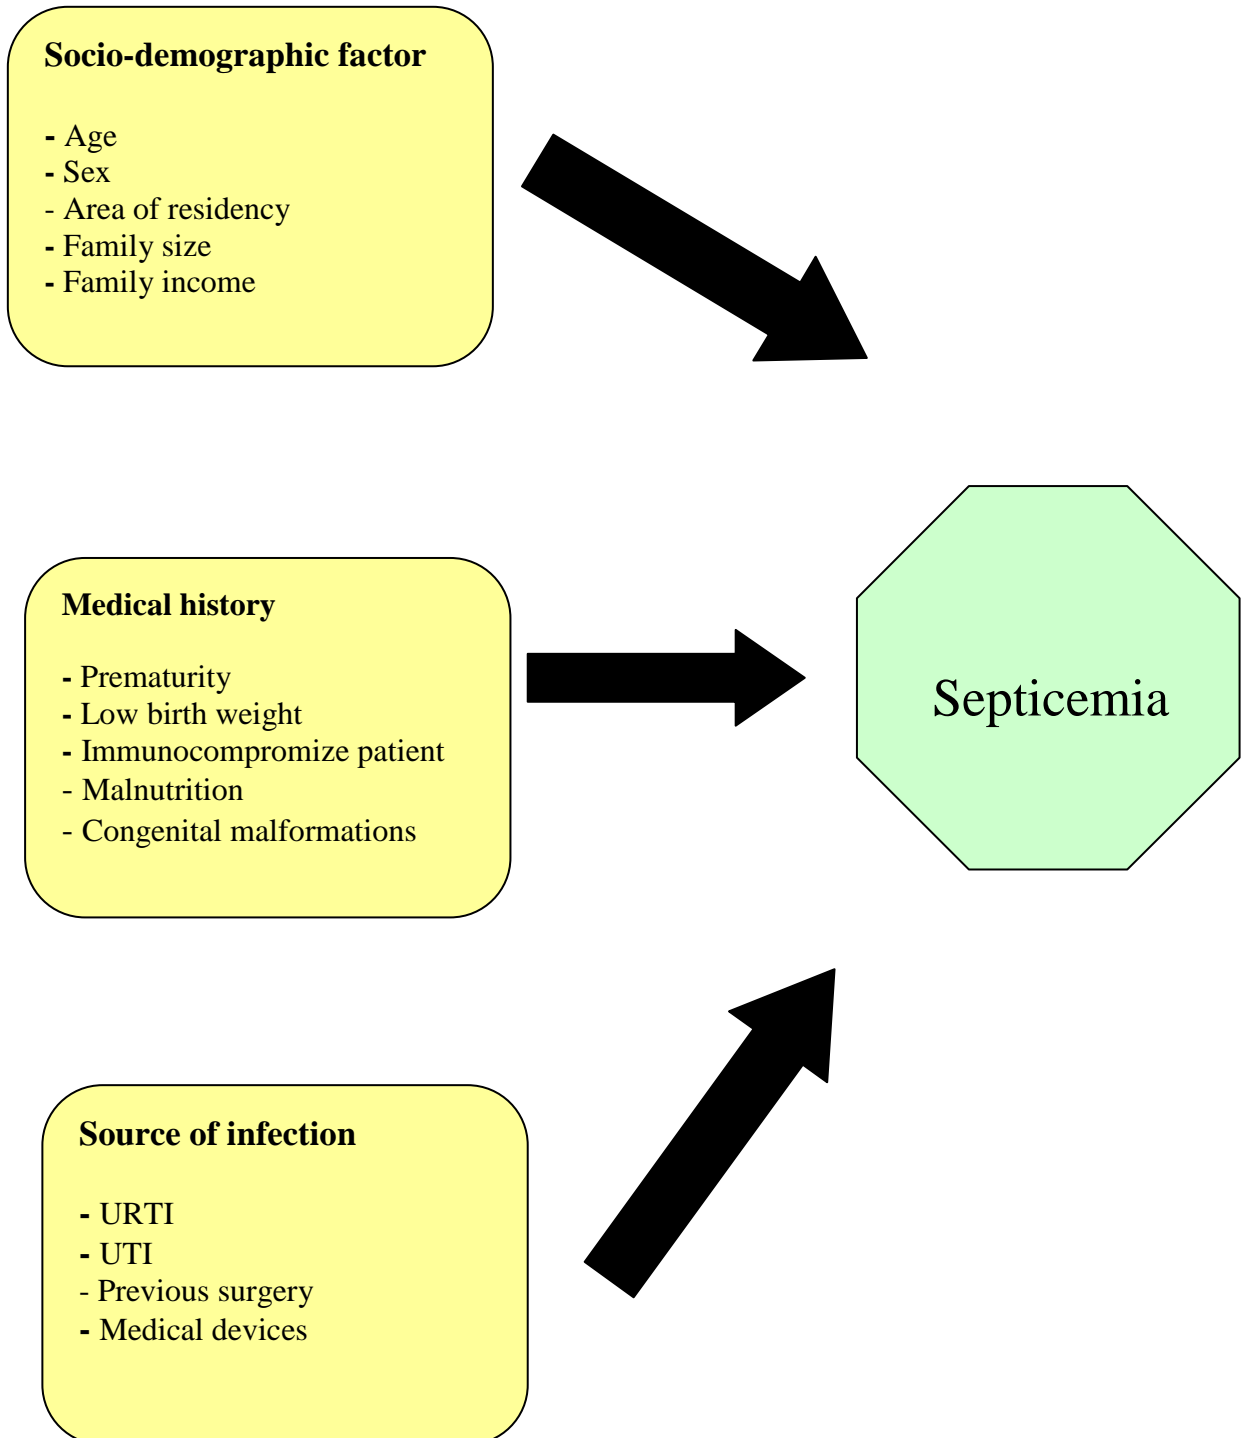 Socio-demographic factor
- Age
- Sex
- Area of residency
- Family size
- Family income
Medical history
- Prematurity
- Low birth weight
- Immunocompromize patient
- Malnutrition
- Congenital malformations
Septicemia
Source of infection
- URTI
- UTI
- Previous surgery
- Medical devices